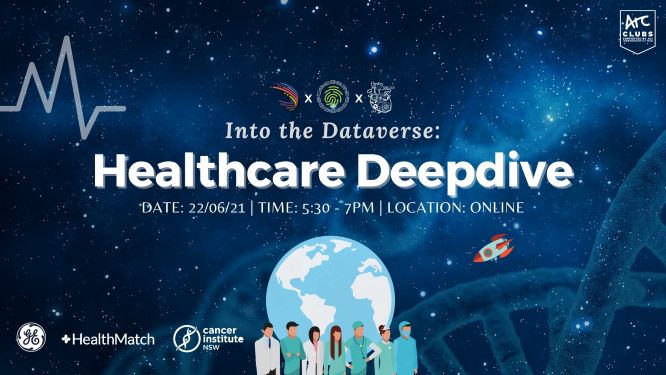 Arc
CLUBS
X
X
Into the Dataverse:
Healthcare Deepdive
DATE: 22/06/21 | TIME: 5:30 - 7PM | LOCATION: ONLINE
GE
+HealthMatch
cancer
institute
NSW